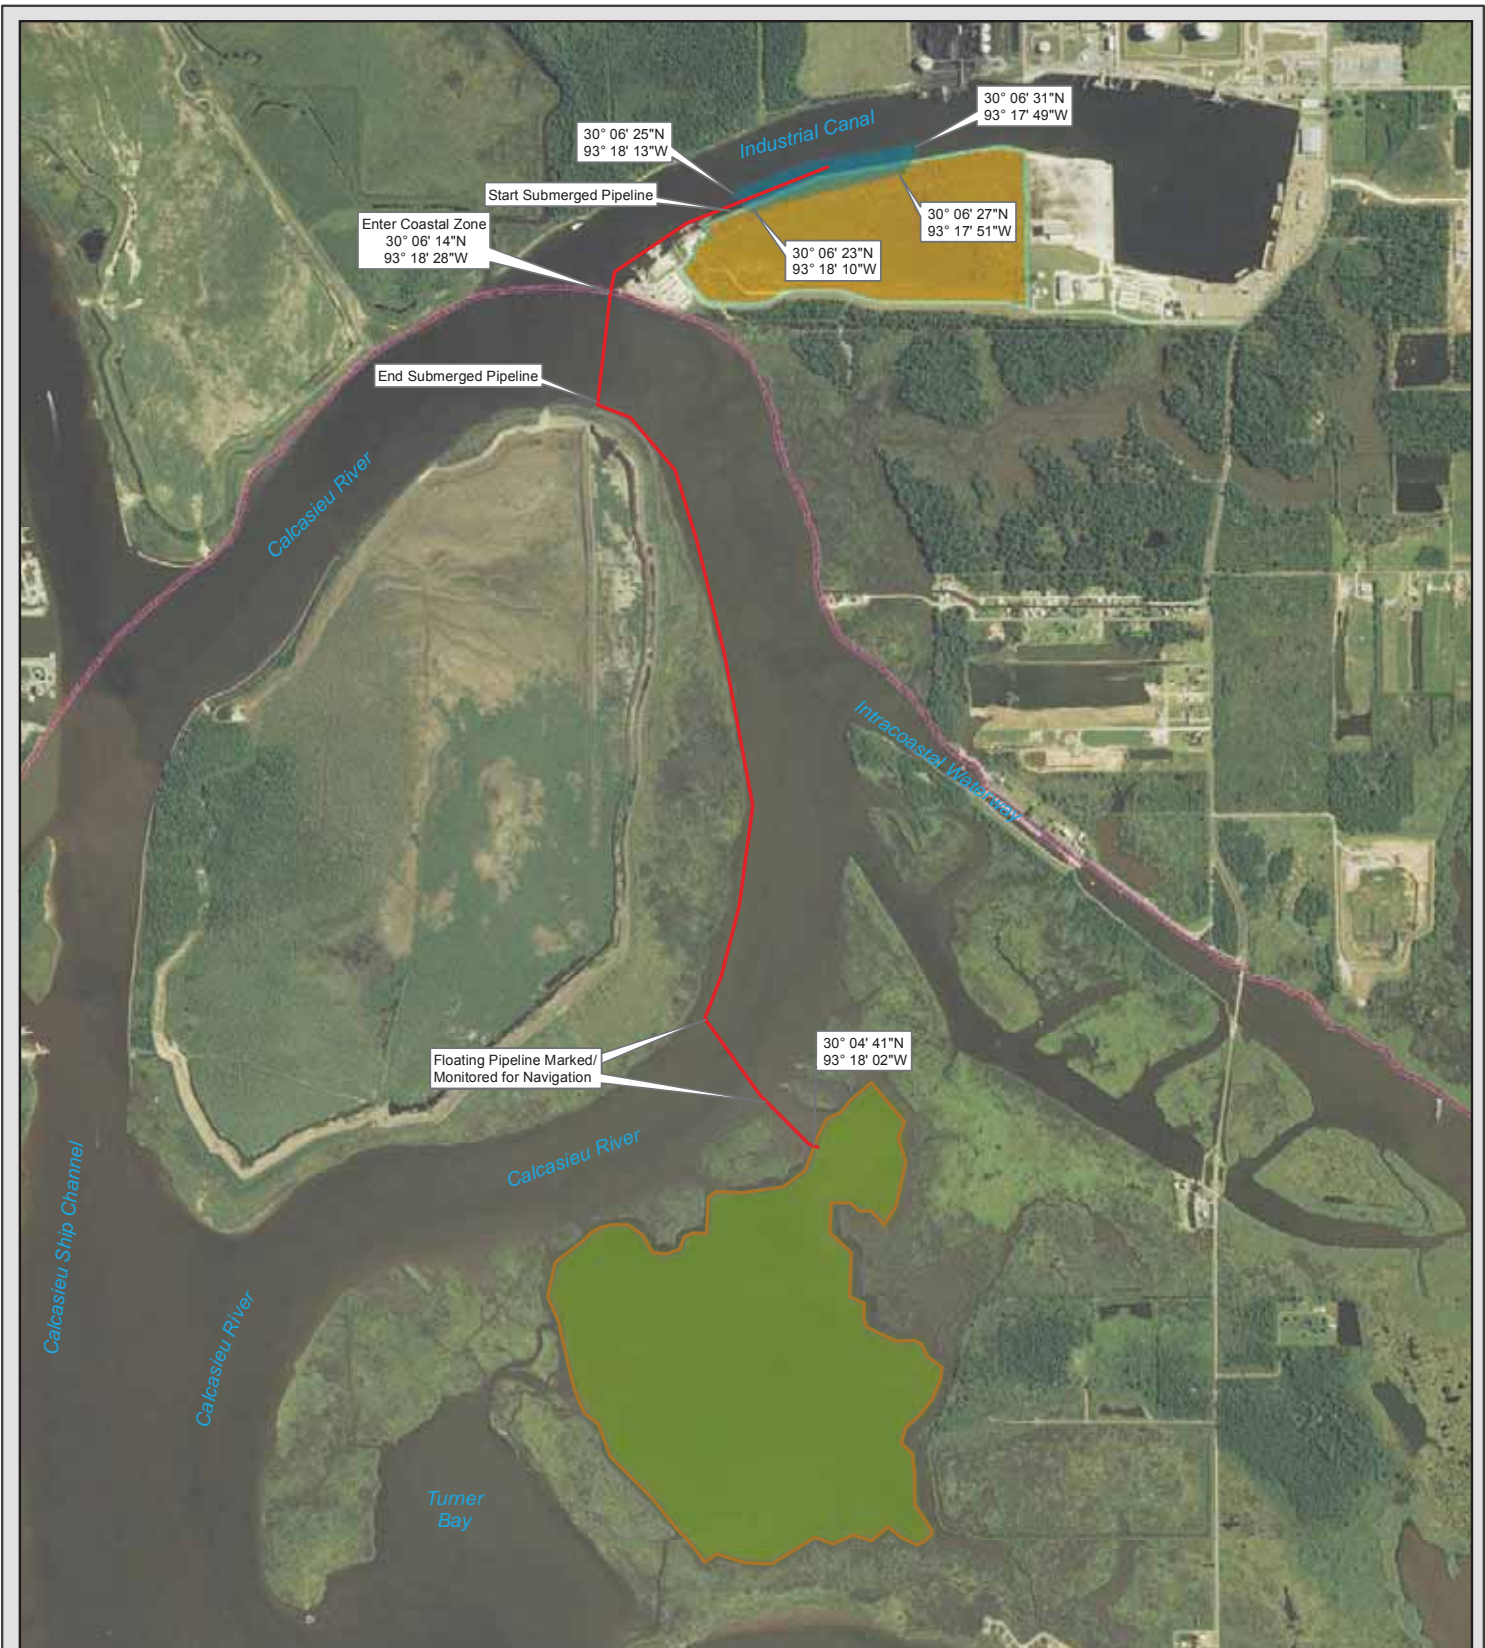 30° 06' 31"N
93° 17' 49"W
Industrial Canal
30° 06' 25"N
93° 18' 13"W
Start Submerged Pipeline
Enter Coastal Zone
30° 06' 14"N
93° 18' 28"W
30° 06' 27"N
93° 17' 51"W
30° 06' 23"N
93° 18' 10"W
End Submerged Pipeline
Calcasieu River
Intracoastal Waterway
30° 04' 41"N
93° 18' 02"W
Floating Pipeline Marked/
Monitored for Navigation
Calcasieu River
Calcasieu Ship Channel
Calcasieu River
Turner
Bay